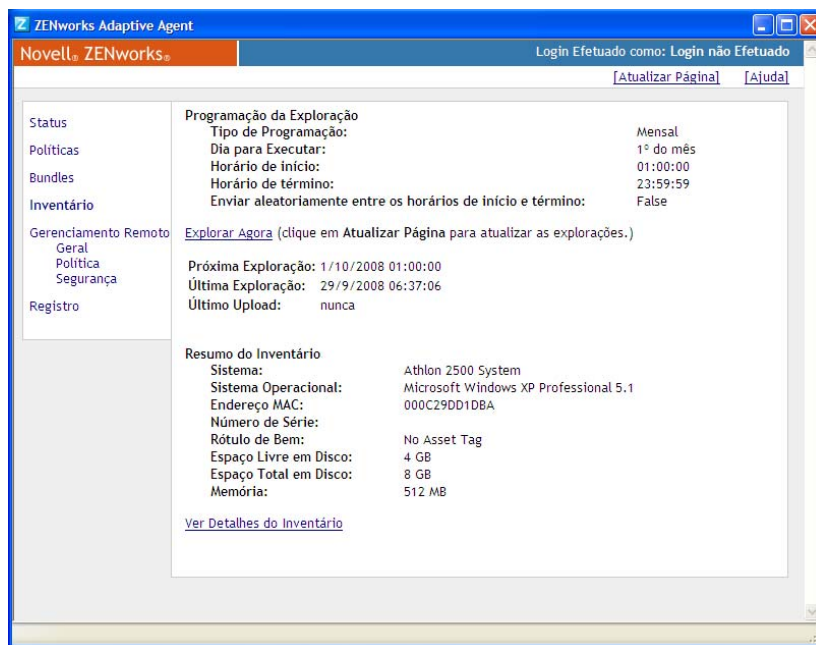 ZENworks Adaptive Agent
Novell® ZENworks®
Login Efetuado como: Login não Efetuado
[Atualizar Página] [Ajuda]
Status
Políticas
Bundles
Inventário
Gerenciamento Remoto
Geral
Política
Segurança
Registro
Programação da Exploração
Tipo de Programação: Mensal
Dia para Executar: 1º do mês
Horário de início: 01:00:00
Horário de término: 23:59:59
Enviar aleatoriamente entre os horários de início e término: False
Explorar Agora (clique em Atualizar Página para atualizar as explorações.)
Próxima Exploração: 1/10/2008 01:00:00
Última Exploração: 29/9/2008 06:37:06
Último Upload: nunca
Resumo do Inventário
Sistema: Athlon 2500 System
Sistema Operacional: Microsoft Windows XP Professional 5.1
Endereço MAC: 000C29DD1DBA
Número de Série:
Rótulo de Bem: No Asset Tag
Espaço Livre em Disco: 4 GB
Espaço Total em Disco: 8 GB
Memória: 512 MB
Ver Detalhes do Inventário